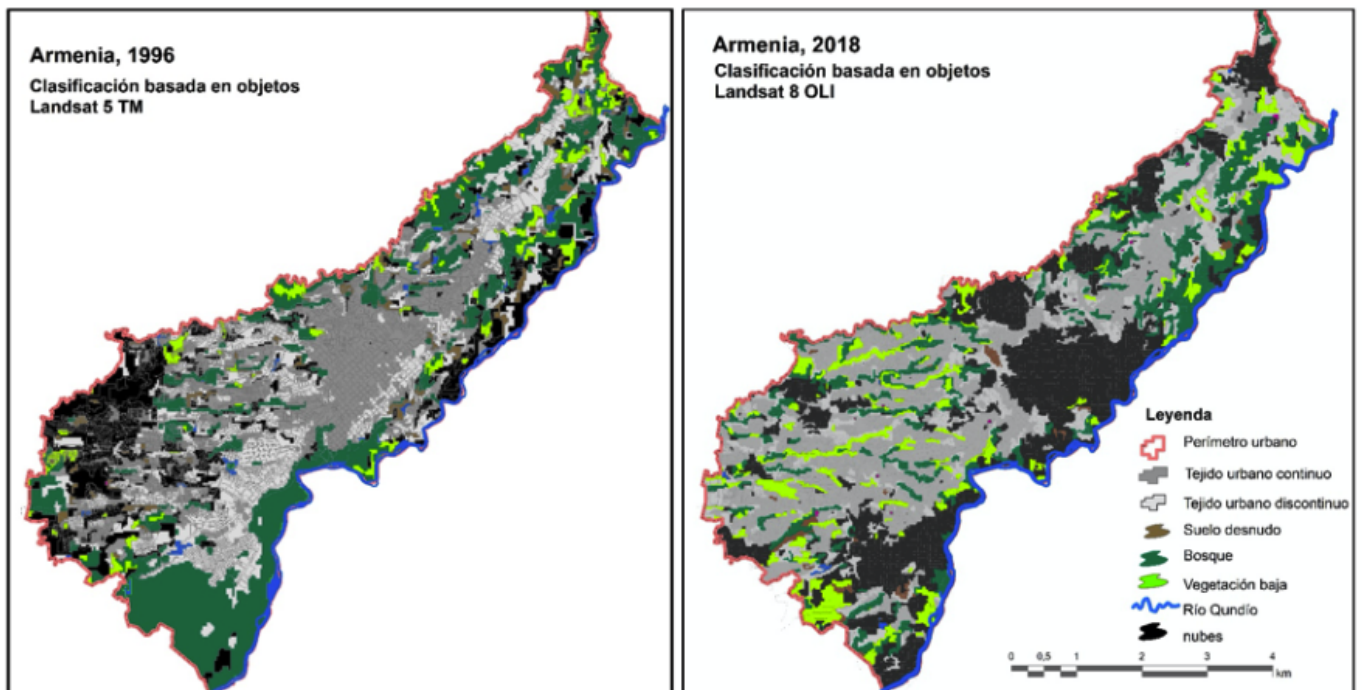 Armenia, 1996
Clasificación basada en objetos
Landsat 5 TM
Armenia, 2018
Clasificación basada en objetos
Landsat 8 OLI
Leyenda
Perímetro urbano
Tejido urbano continuo
Tejido urbano discontinuo
Suelo desnudo
Bosque
Vegetación baja
Río Qundío
nubes
0 6,5 1 2 3 4
km